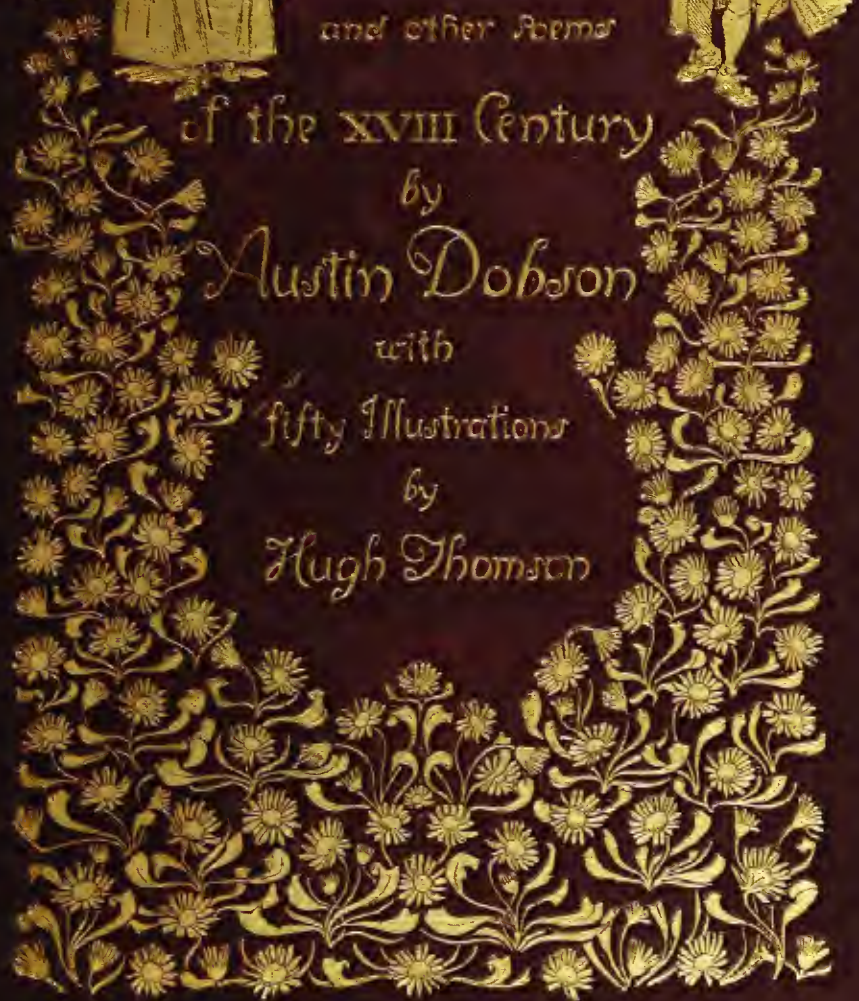 and other Poems
of the XVIII Century
by
Austin Dobson
with
fifty Illustrations
by
Hugh Thomson